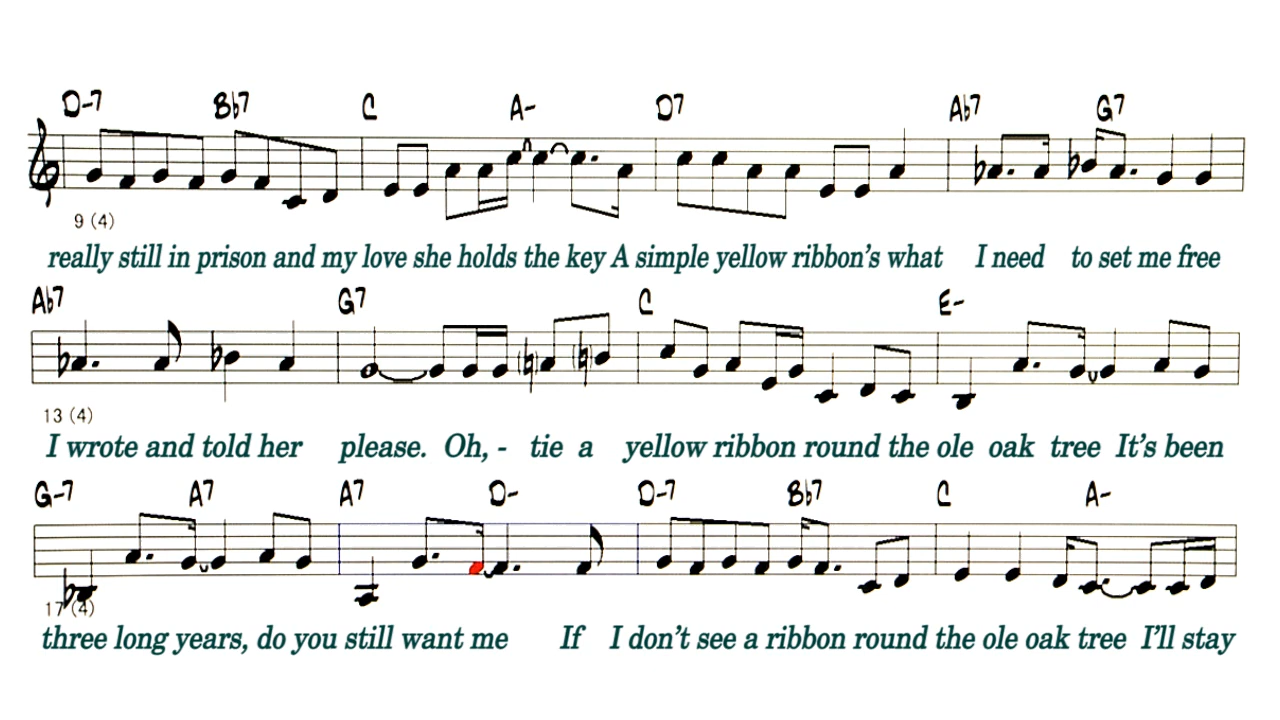 D-7 Bb7 C A- D7 Ab7 G7
9 (4)
really still in prison and my love she holds the key A simple yellow ribbon's what I need to set me free
Ab7 G7 C E-
13 (4)
I wrote and told her please. Oh, - tie a yellow ribbon round the ole oak tree It's been
G-7 A7 A7 D- D-7 Bb7 C A-
17 (4)
three long years, do you still want me If I don't see a ribbon round the ole oak tree I'll stay